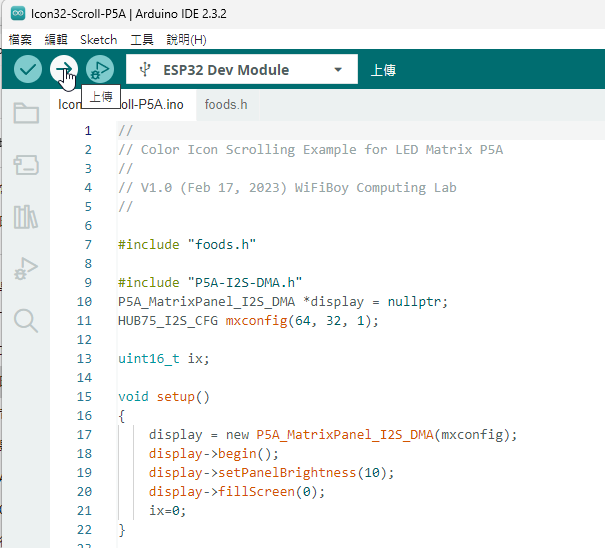 Icon32-Scroll-P5A | Arduino IDE 2.3.2
檔案 編輯 Sketch 工具 說明(H)
ESP32 Dev Module 上傳
上傳
Icon roll-P5A.ino foods.h
1 //
2 // Color Icon Scrolling Example for LED Matrix P5A
3 //
4 // V1.0 (Feb 17, 2023) WiFiBoy Computing Lab
5 //
6
7 #include "foods.h"
8
9 #include "P5A-I2S-DMA.h"
10 P5A_MatrixPanel_I2S_DMA *display = nullptr;
11 HUB75_I2S_CFG mxconfig(64, 32, 1);
12
13 uint16_t ix;
14
15 void setup()
16 {
17 display = new P5A_MatrixPanel_I2S_DMA(mxconfig);
18 display->begin();
19 display->setPanelBrightness(10);
20 display->fillScreen(0);
21 ix=0;
22 }